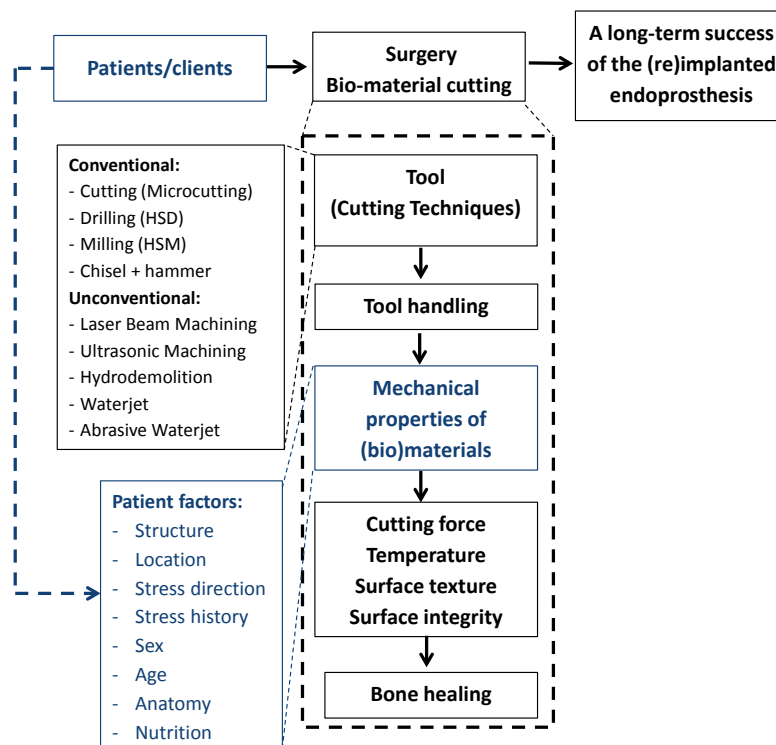 Patients/clients
Surgery
Bio-material cutting
A long-term success
of the (re)implanted
endoprosthesis
Conventional:
- Cutting (Microcutting)
- Drilling (HSD)
- Milling (HSM)
- Chisel + hammer
Unconventional:
- Laser Beam Machining
- Ultrasonic Machining
- Hydrodemolition
- Waterjet
- Abrasive Waterjet
Tool
(Cutting Techniques)
Tool handling
Mechanical
properties of
(bio)materials
Patient factors:
- Structure
- Location
- Stress direction
- Stress history
- Sex
- Age
- Anatomy
- Nutrition
Cutting force
Temperature
Surface texture
Surface integrity
Bone healing